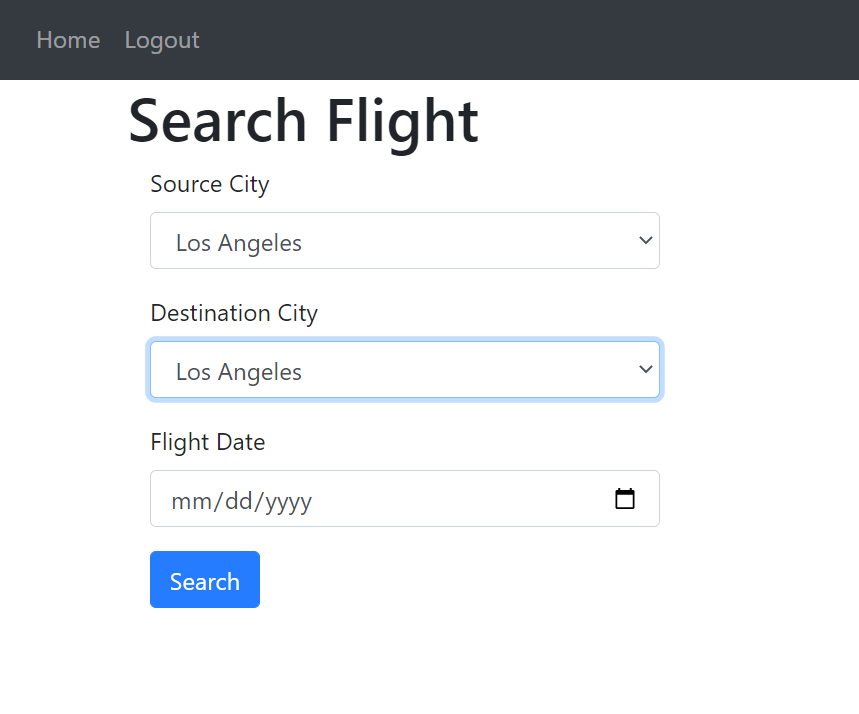 Home Logout
Search Flight
Source City
Los Angeles
Destination City
Los Angeles
Flight Date
mm/dd/yyyy
Search